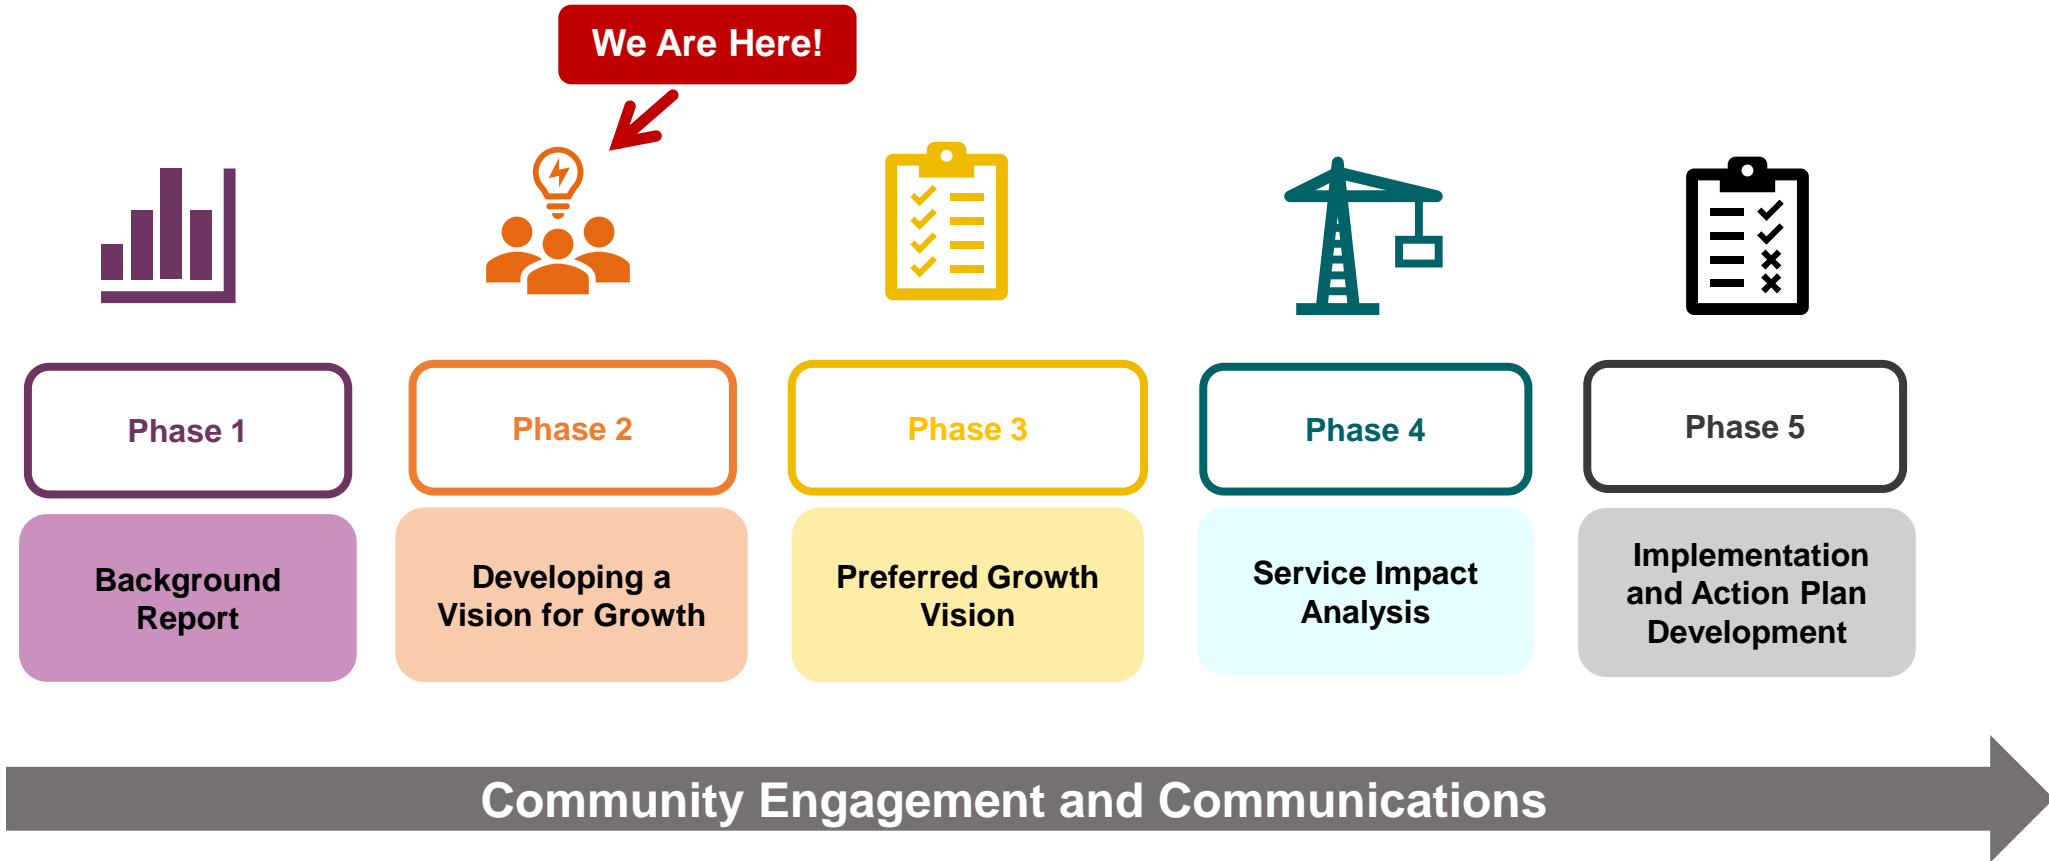 We Are Here!
Phase 1
Phase 2
Phase 3
Phase 4
Phase 5
Background
Report
Developing a
Vision for Growth
Preferred Growth
Vision
Service Impact
Analysis
Implementation
and Action Plan
Development
Community Engagement and Communications